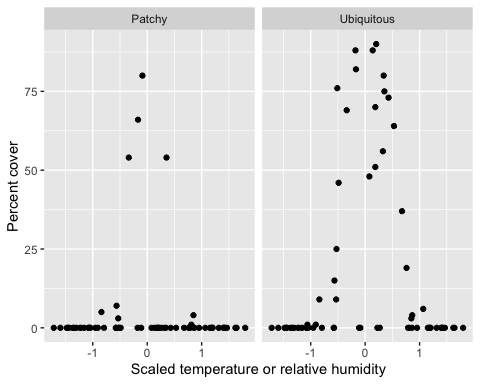 Patchy Ubiquitous
Percent cover
75
50
25
0
-1 0 1 -1 0 1
Scaled temperature or relative humidity